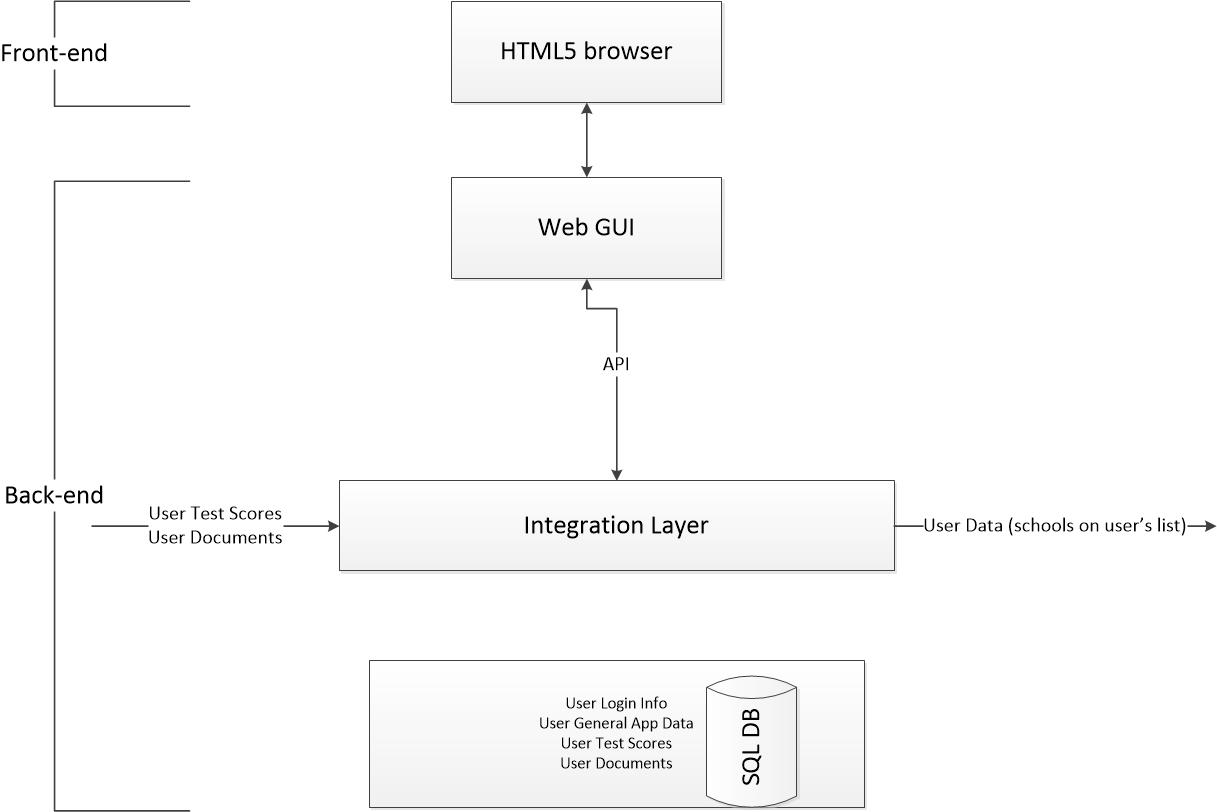 Front-end
HTML5 browser
Web GUI
API
Back-end
User Test Scores
User Documents
Integration Layer
User Data (schools on user’s list)
User Login Info
User General App Data
User Test Scores
User Documents
SQL DB